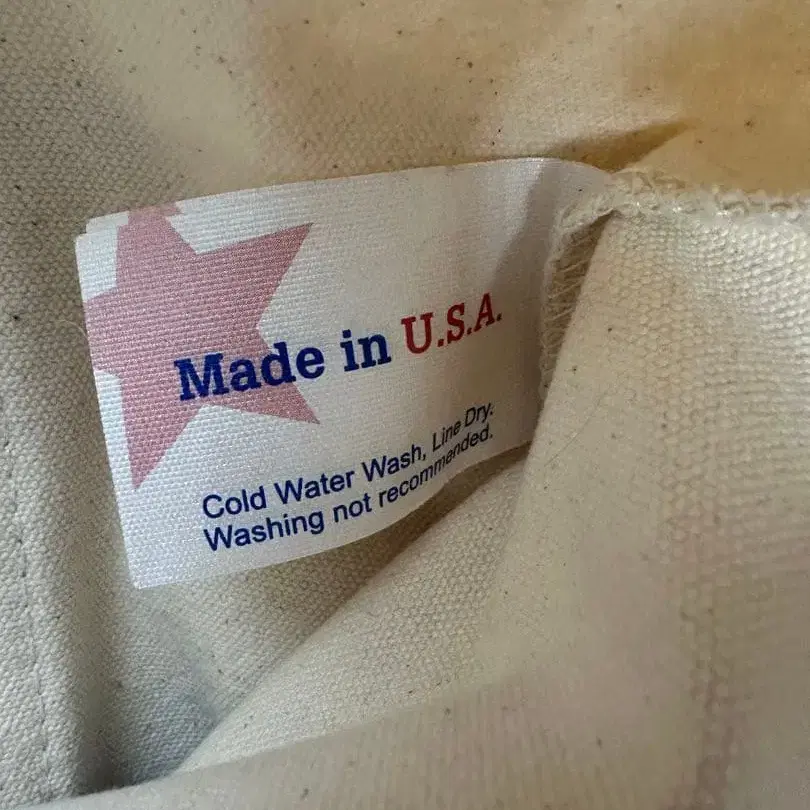 Made in U.S.A.
Cold Water Wash, Line Dry.
Washing not recommended.